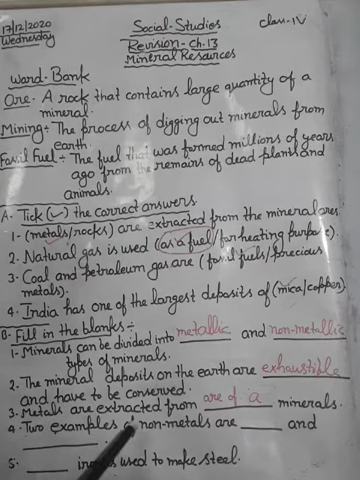 17/12/2020
Wednesday
Social-Studies
Class-IV
Revision-Ch.13
Mineral Resources
Word-Bank
Ore- A rock that contains large quantity of a
mineral.
Mining÷ The process of digging out minerals from
earth.
Fossil Fuel÷ The fuel that was formed millions of years
ago from the remains of dead plants and
animals.
A- Tick (✓) the correct answers
1- (metals/rocks) are extracted from the mineral ores.
2- Natural gas is used (as a fuel/for heating purpose).
3- Coal and petroleum gas are (fossil fuels/precious
metals).
4- India has one of the largest deposits of (mica/copper).
B- Fill in the blanks÷
1- Minerals can be divided into metallic and non-metallic
types of minerals.
2- The mineral deposits on the earth are exhaustible
and have to be conserved.
3- Metals are extracted from are of a minerals.
4- Two examples non-metals are ______ and
______.
5- ______ is used to make steel.